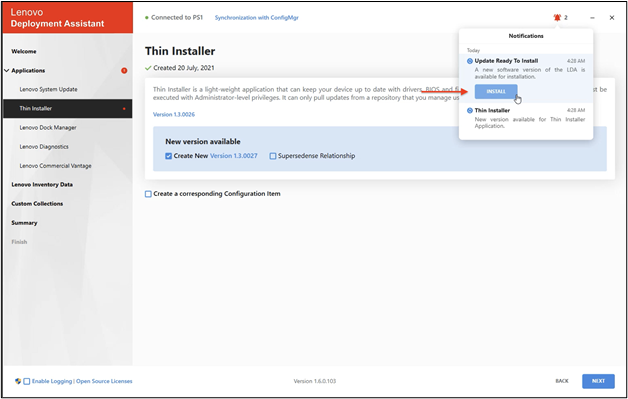 Lenovo
Deployment Assistant
Connected to PS1 Synchronization with ConfigMgr
2
Welcome
Applications
Lenovo System Update
Thin Installer
Lenovo Dock Manager
Lenovo Diagnostics
Lenovo Commercial Vantage
Lenovo Inventory Data
Custom Collections
Summary
Finish
Thin Installer
Created 20 July, 2021
Thin Installer is a light-weight application that can keep your device up to date with drivers, BIOS and
executed with Administrator-level privileges. It can only pull updates from a repository that you manage
Version 1.3.0026
New version available
Create New Version 1.3.0027
Supersedense Relationship
Create a corresponding Configuration Item
Notifications
Today
Update Ready To Install 4:28 AM
A new software version of the LDA is
available for installation.
INSTALL
Thin Installer 4:28 AM
New version available for Thin Installer
Application.
Enable Logging | Open Source Licenses
Version 1.6.0.103
BACK
NEXT